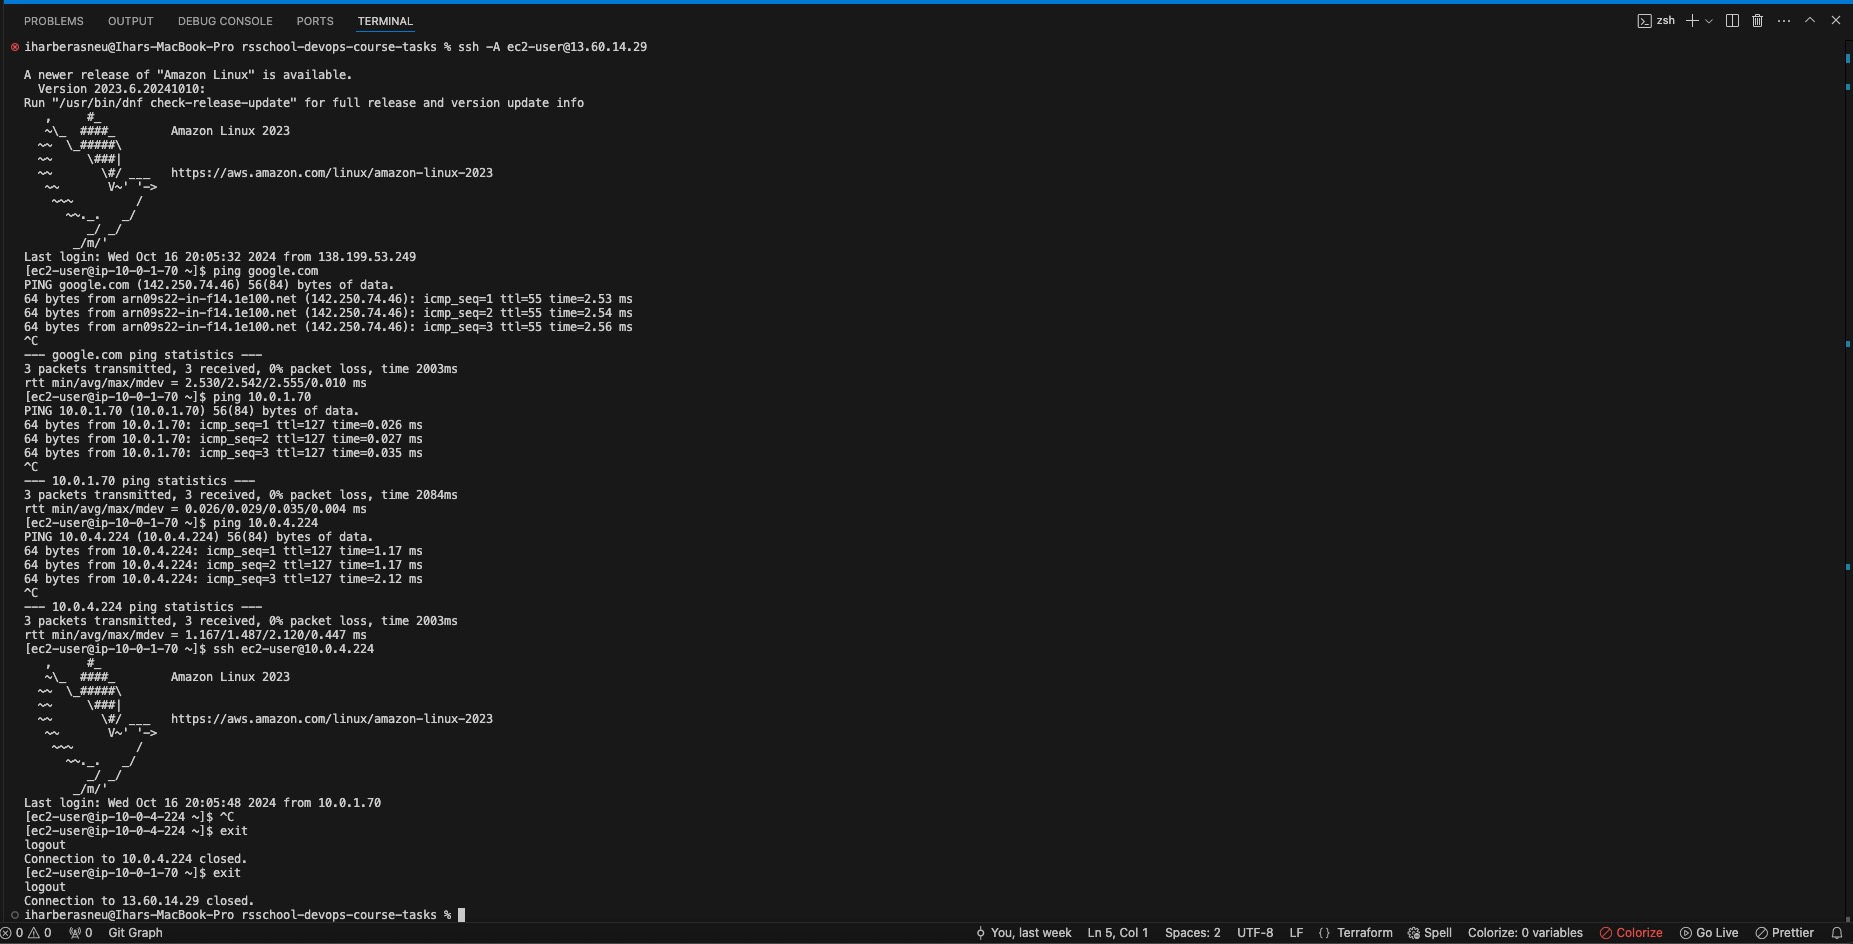 PROBLEMS OUTPUT DEBUG CONSOLE PORTS TERMINAL zsh
iharberasneu@Ihars-MacBook-Pro rsschool-devops-course-tasks % ssh -A ec2-user@13.60.14.29
A newer release of "Amazon Linux" is available.
  Version 2023.6.20241010:
Run "/usr/bin/dnf check-release-update" for full release and version update info
   ,     #_
   ~\_  ####_        Amazon Linux 2023
  ~~  \_#####\
  ~~     \###|
  ~~       \#/ ___   https://aws.amazon.com/linux/amazon-linux-2023
   ~~       V~' '->
    ~~~         /
      ~~._.   _/
         _/ _/
       _/m/'
Last login: Wed Oct 16 20:05:32 2024 from 138.199.53.249
[ec2-user@ip-10-0-1-70 ~]$ ping google.com
PING google.com (142.250.74.46) 56(84) bytes of data.
64 bytes from arn09s22-in-f14.1e100.net (142.250.74.46): icmp_seq=1 ttl=55 time=2.53 ms
64 bytes from arn09s22-in-f14.1e100.net (142.250.74.46): icmp_seq=2 ttl=55 time=2.54 ms
64 bytes from arn09s22-in-f14.1e100.net (142.250.74.46): icmp_seq=3 ttl=55 time=2.56 ms
^C
--- google.com ping statistics ---
3 packets transmitted, 3 received, 0% packet loss, time 2003ms
rtt min/avg/max/mdev = 2.530/2.542/2.555/0.010 ms
[ec2-user@ip-10-0-1-70 ~]$ ping 10.0.1.70
PING 10.0.1.70 (10.0.1.70) 56(84) bytes of data.
64 bytes from 10.0.1.70: icmp_seq=1 ttl=127 time=0.026 ms
64 bytes from 10.0.1.70: icmp_seq=2 ttl=127 time=0.027 ms
64 bytes from 10.0.1.70: icmp_seq=3 ttl=127 time=0.035 ms
^C
--- 10.0.1.70 ping statistics ---
3 packets transmitted, 3 received, 0% packet loss, time 2084ms
rtt min/avg/max/mdev = 0.026/0.029/0.035/0.004 ms
[ec2-user@ip-10-0-1-70 ~]$ ping 10.0.4.224
PING 10.0.4.224 (10.0.4.224) 56(84) bytes of data.
64 bytes from 10.0.4.224: icmp_seq=1 ttl=127 time=1.17 ms
64 bytes from 10.0.4.224: icmp_seq=2 ttl=127 time=1.17 ms
64 bytes from 10.0.4.224: icmp_seq=3 ttl=127 time=2.12 ms
^C
--- 10.0.4.224 ping statistics ---
3 packets transmitted, 3 received, 0% packet loss, time 2003ms
rtt min/avg/max/mdev = 1.167/1.487/2.120/0.447 ms
[ec2-user@ip-10-0-1-70 ~]$ ssh ec2-user@10.0.4.224
   ,     #_
   ~\_  ####_        Amazon Linux 2023
  ~~  \_#####\
  ~~     \###|
  ~~       \#/ ___   https://aws.amazon.com/linux/amazon-linux-2023
   ~~       V~' '->
    ~~~         /
      ~~._.   _/
         _/ _/
       _/m/'
Last login: Wed Oct 16 20:05:48 2024 from 10.0.1.70
[ec2-user@ip-10-0-4-224 ~]$ ^C
[ec2-user@ip-10-0-4-224 ~]$ exit
logout
Connection to 10.0.4.224 closed.
[ec2-user@ip-10-0-1-70 ~]$ exit
logout
Connection to 13.60.14.29 closed.
iharberasneu@Ihars-MacBook-Pro rsschool-devops-course-tasks %
0 0 0 Git Graph You, last week Ln 5, Col 1 Spaces: 2 UTF-8 LF {} Terraform Spell Colorize: 0 variables Colorize Go Live Prettier